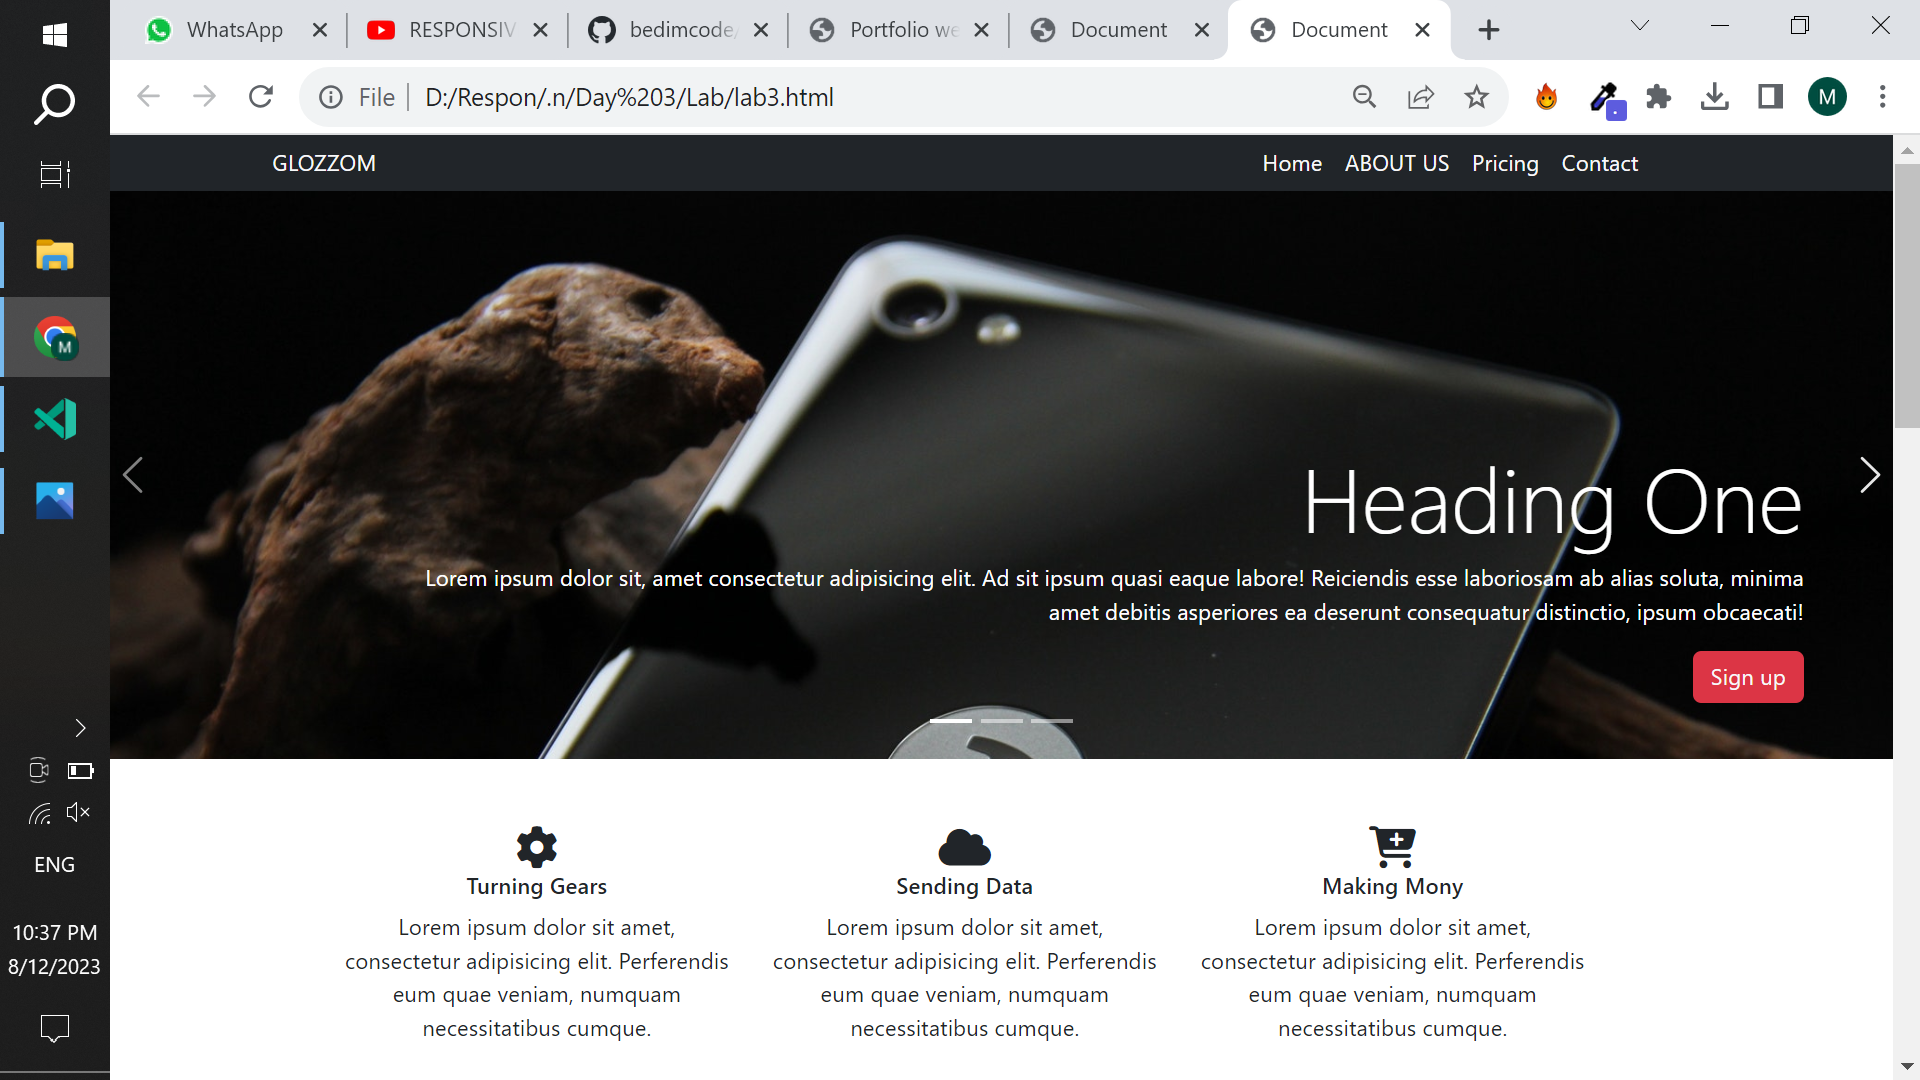 WhatsApp
RESPONSIV
bedimcode/
Portfolio we
Document
Document
File
D:/Respon/.n/Day%203/Lab/lab3.html
M
GLOZZOM
Home
ABOUT US
Pricing
Contact
M
Heading One
Lorem ipsum dolor sit, amet consectetur adipisicing elit. Ad sit ipsum quasi eaque labore! Reiciendis esse laboriosam ab alias soluta, minima
amet debitis asperiores ea deserunt consequatur distinctio, ipsum obcaecati!
Sign up
Turning Gears
Lorem ipsum dolor sit amet,
consectetur adipisicing elit. Perferendis
eum quae veniam, numquam
necessitatibus cumque.
Sending Data
Lorem ipsum dolor sit amet,
consectetur adipisicing elit. Perferendis
eum quae veniam, numquam
necessitatibus cumque.
Making Mony
Lorem ipsum dolor sit amet,
consectetur adipisicing elit. Perferendis
eum quae veniam, numquam
necessitatibus cumque.
ENG
10:37 PM
8/12/2023